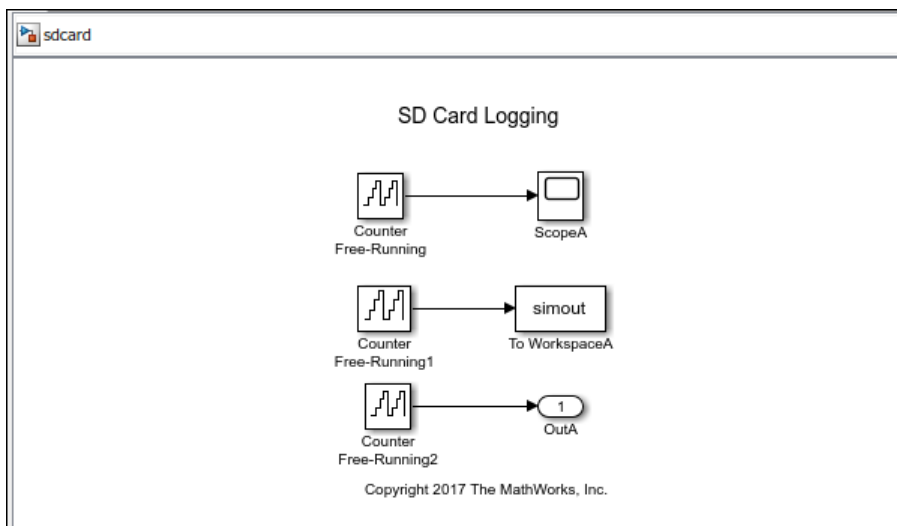 sdcard
SD Card Logging
Counter
Free-Running
ScopeA
Counter
Free-Running1
simout
To WorkspaceA
Counter
Free-Running2
1
OutA
Copyright 2017 The MathWorks, Inc.